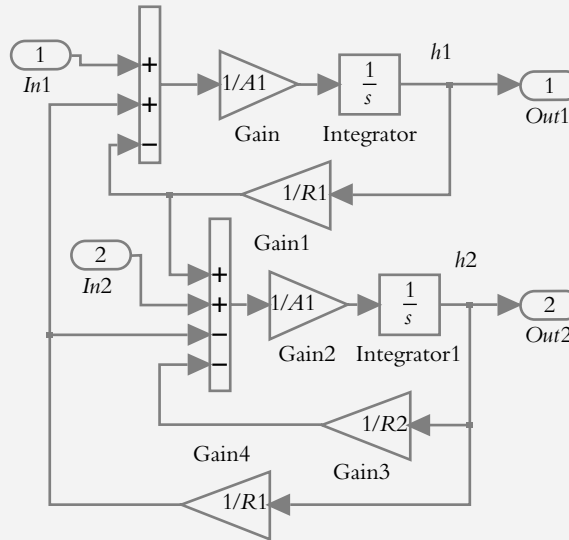 1
In1
+
+
−
1/A1
Gain
1
s
Integrator
h1
1
Out1
1/R1
Gain1
2
In2
+
+
−
−
1/A1
Gain2
1
s
Integrator1
h2
2
Out2
1/R2
Gain3
Gain4
1/R1